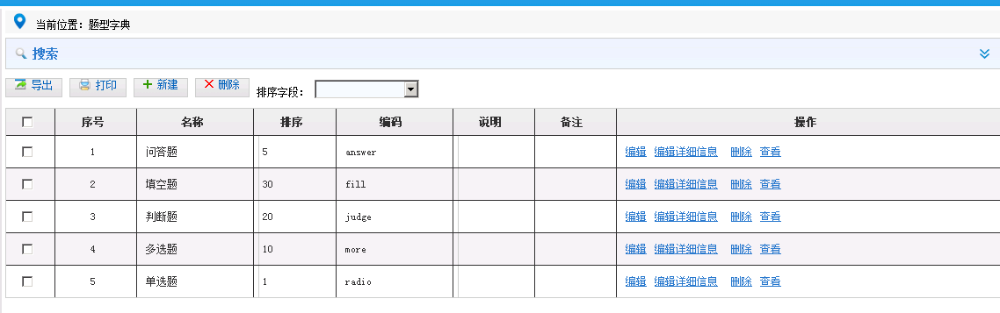 当前位置：题型字典
搜索
导出 打印 新建 删除 排序字段：
序号 名称 排序 编码 说明 备注 操作
1 问答题 5 answer 编辑 编辑详细信息 删除 查看
2 填空题 30 fill 编辑 编辑详细信息 删除 查看
3 判断题 20 judge 编辑 编辑详细信息 删除 查看
4 多选题 10 more 编辑 编辑详细信息 删除 查看
5 单选题 1 radio 编辑 编辑详细信息 删除 查看